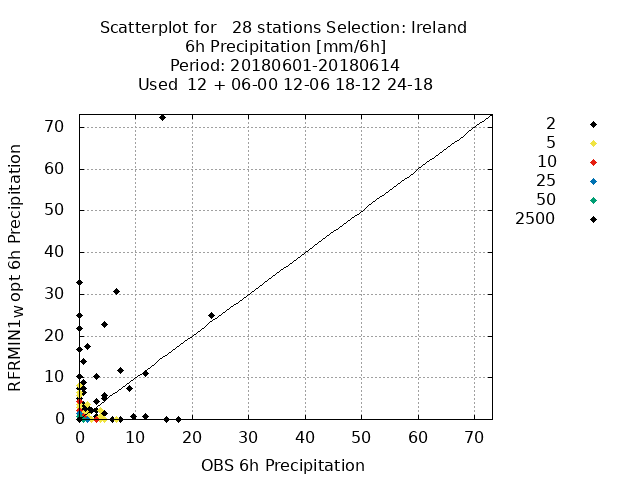 Scatterplot for   28 stations Selection: Ireland
6h Precipitation [mm/6h]
Period: 20180601-20180614
Used  12 + 06-00 12-06 18-12 24-18
RFRMIN1W opt 6h Precipitation
70
60
50
40
30
20
10
0
0 10 20 30 40 50 60 70
OBS 6h Precipitation
2
5
10
25
50
2500